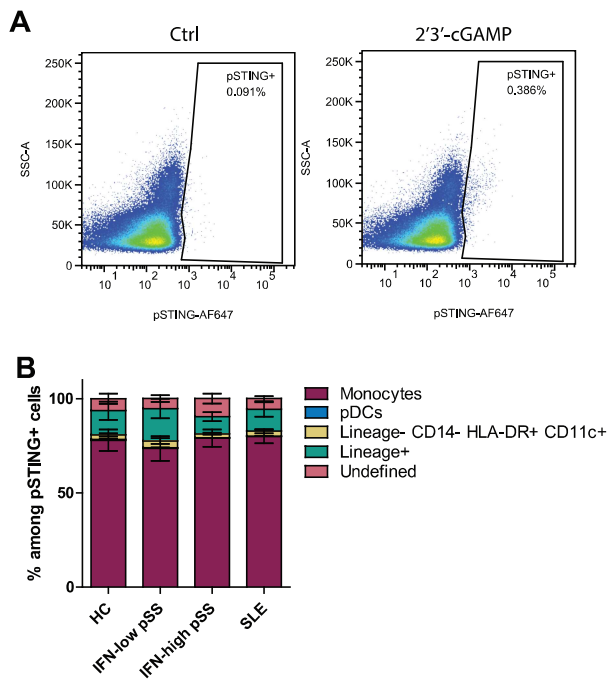 A
Ctrl
2'3'-cGAMP
pSTING+
0.091%
250K
200K
150K
100K
50K
0
SSC-A
10^1
10^2
10^3
10^4
10^5
pSTING-AF647
pSTING+
0.386%
250K
200K
150K
100K
50K
0
SSC-A
10^1
10^2
10^3
10^4
10^5
pSTING-AF647
B
% among pSTING+ cells
100
50
0
HC
IFN-low pSS
IFN-high pSS
SLE
Monocytes
pDCs
Lineage- CD14- HLA-DR+ CD11c+
Lineage+
Undefined